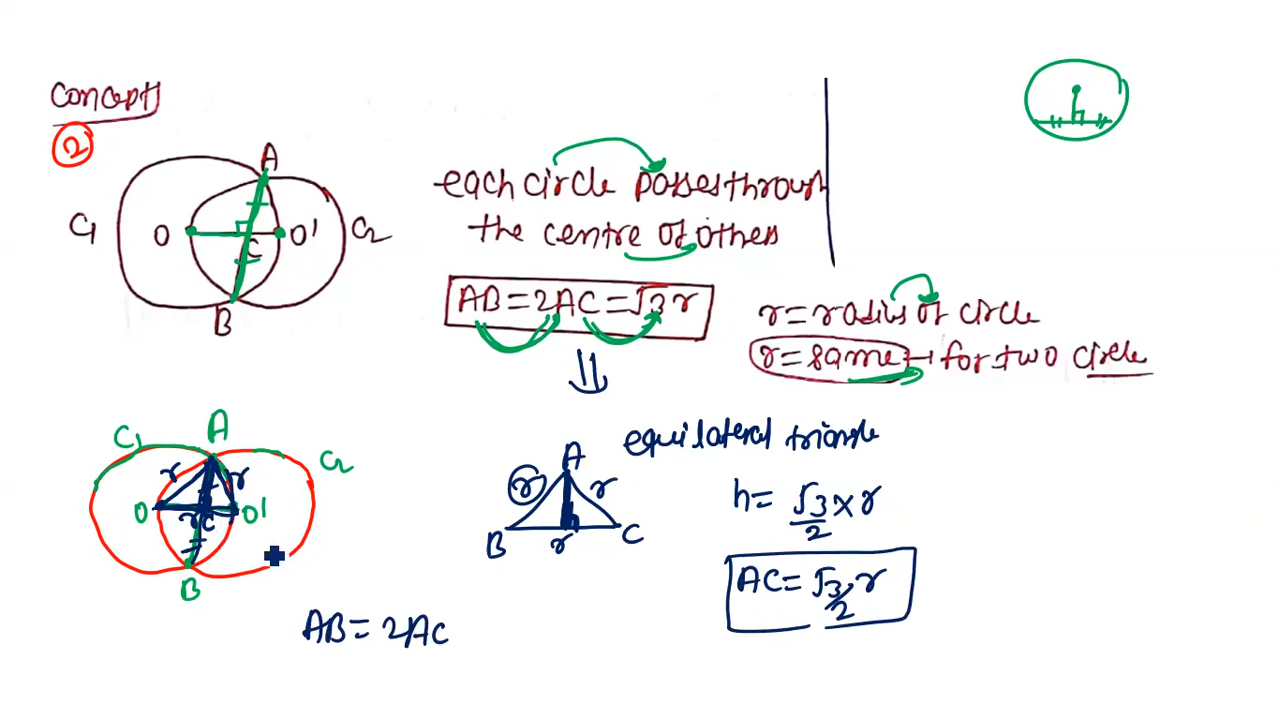 Concept
2
A
C1
O
C
O'
C2
B
each circle passes through
the centre of others
AB=2AC=√3r
r=radius of circle
r=same→for two circle
A
C1
C2
r
r
O
r
C
O'
B
AB=2AC
equilateral triangle
A
r
r
h
B
r
C
h=√3/2×r
AC=√3/2 r